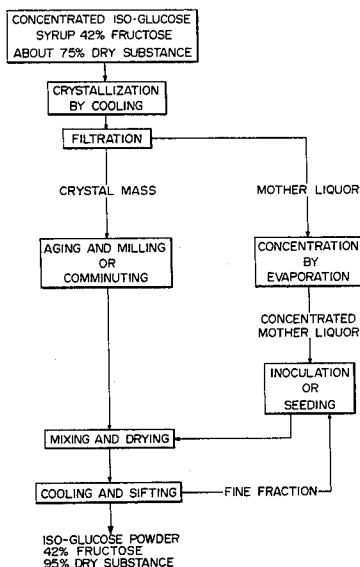 CONCENTRATED ISO-GLUCOSE
SYRUP 42% FRUCTOSE
ABOUT 75% DRY SUBSTANCE
CRYSTALLIZATION
BY COOLING
FILTRATION
CRYSTAL MASS
MOTHER LIQUOR
AGING AND MILLING
OR
COMMINUTING
CONCENTRATION
BY
EVAPORATION
CONCENTRATED
MOTHER LIQUOR
INOCULATION
OR
SEEDING
MIXING AND DRYING
COOLING AND SIFTING
FINE FRACTION
ISO-GLUCOSE POWDER
42% FRUCTOSE
95% DRY SUBSTANCE